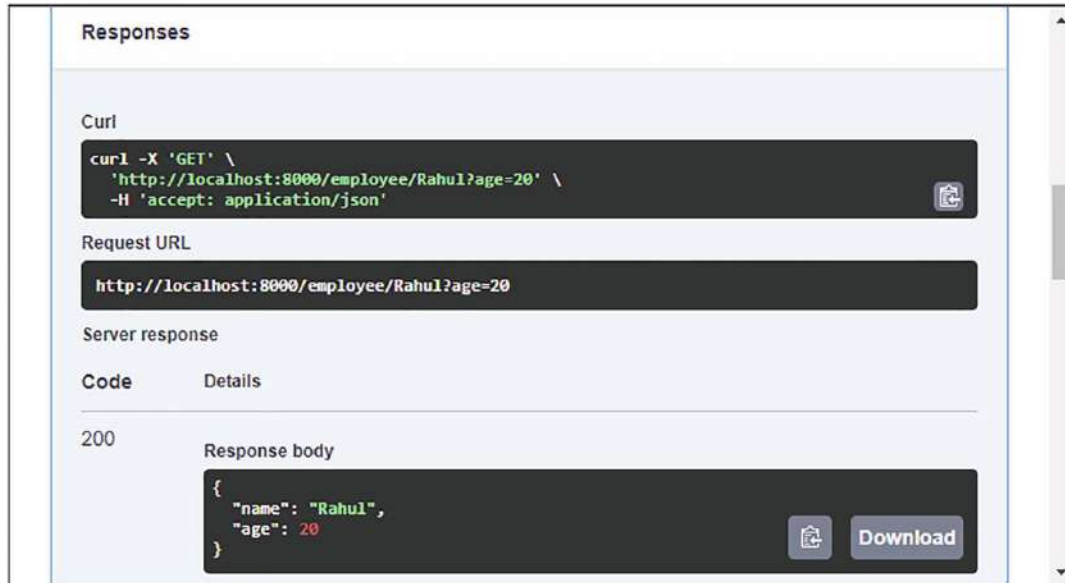 Responses
Curl
curl -X 'GET' \
'http://localhost:8000/employee/Rahul?age=20' \
-H 'accept: application/json'
Request URL
http://localhost:8000/employee/Rahul?age=20
Server response
Code Details
200
Response body
{
"name": "Rahul",
"age": 20
}
Download